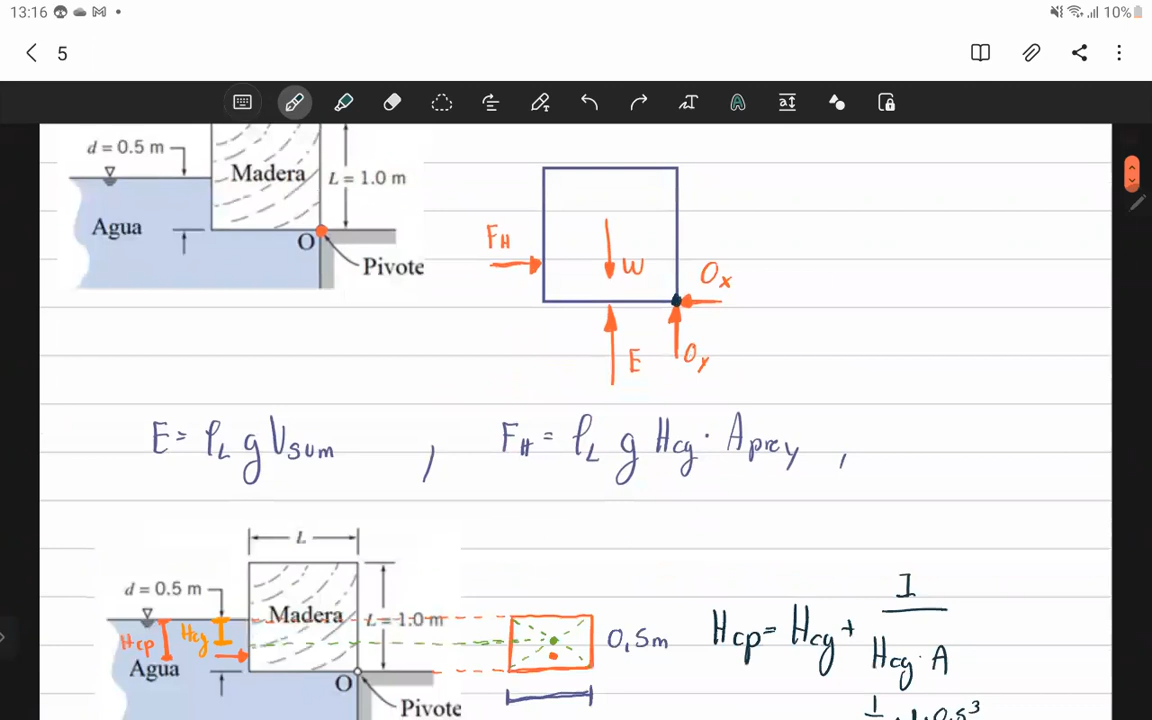 13:16
10%
5
d = 0.5 m
Madera
L = 1.0 m
Agua
O
Pivote
FH
W
Ox
E
Oy
E = ρL g Vsum , FH = ρL g Hcg · Aproy ,
L
d = 0.5 m
Madera
L = 1.0 m
Hcp
Hcg
Agua
O
Pivote
0,5m
Hcp = Hcg + I / Hcg · A